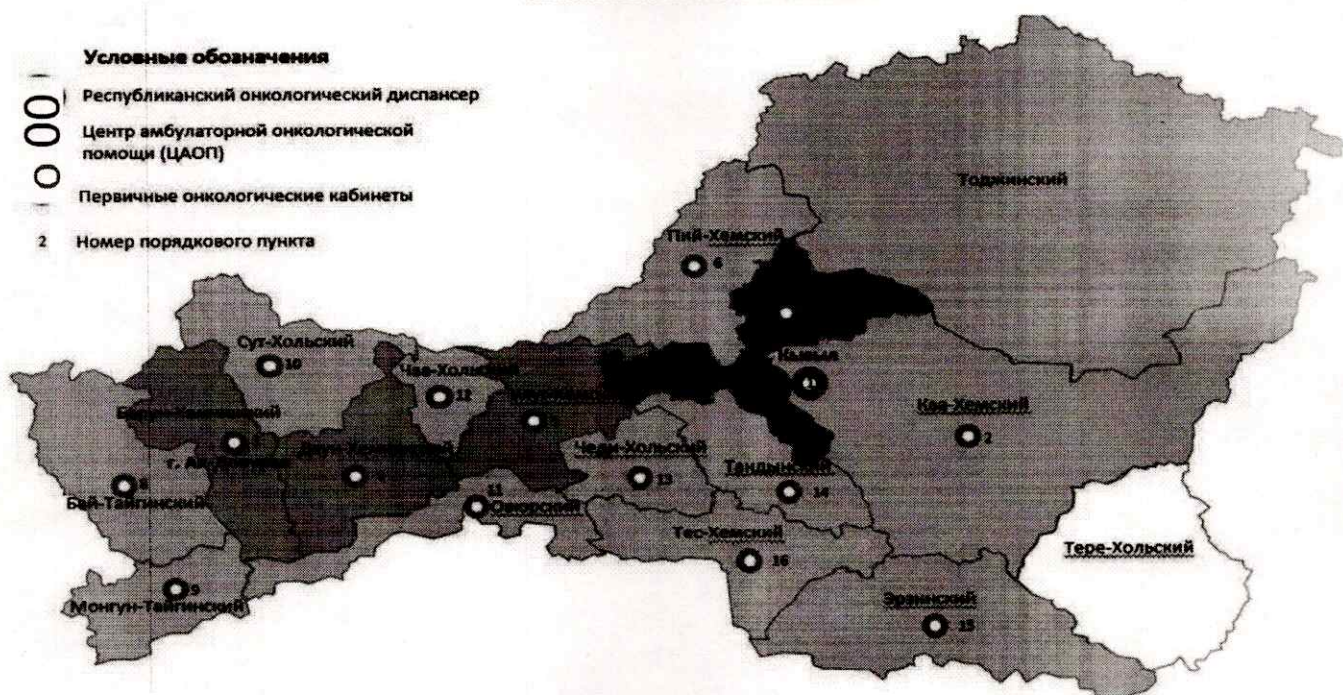 Условные обозначения
Республиканский онкологический диспансер
Центр амбулаторной онкологической
помощи (ЦАОП)
Первичные онкологические кабинеты
2 Номер порядкового пункта
Тоджинский
Пий-Хемский
6
Сут-Хольский
10
Чаа-Хольский
12
Кызыл
Каа-Хемский
2
Чеди-Хольский
13
Тандынский
14
Бай-Тайгинский
8
11
Овюрский
Тес-Хемский
16
Тере-Хольский
Монгун-Тайгинский
9
Эрзинский
15